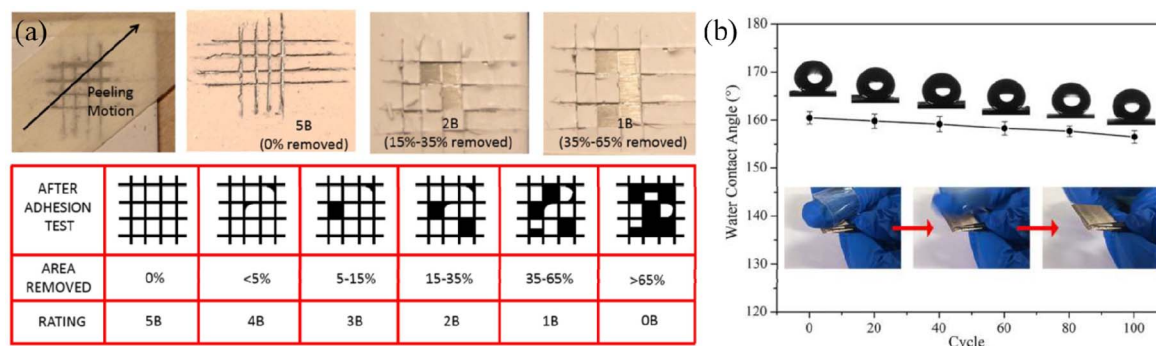 (a)
Peeling
Motion
5B
(0% removed)
2B
(15%-35% removed)
1B
(35%-65% removed)
AFTER
ADHESION
TEST
AREA
REMOVED
0%
<5%
5-15%
15-35%
35-65%
>65%
RATING
5B
4B
3B
2B
1B
0B
(b)
Water Contact Angle (°)
180
170
160
150
140
130
120
0
20
40
60
80
100
Cycle